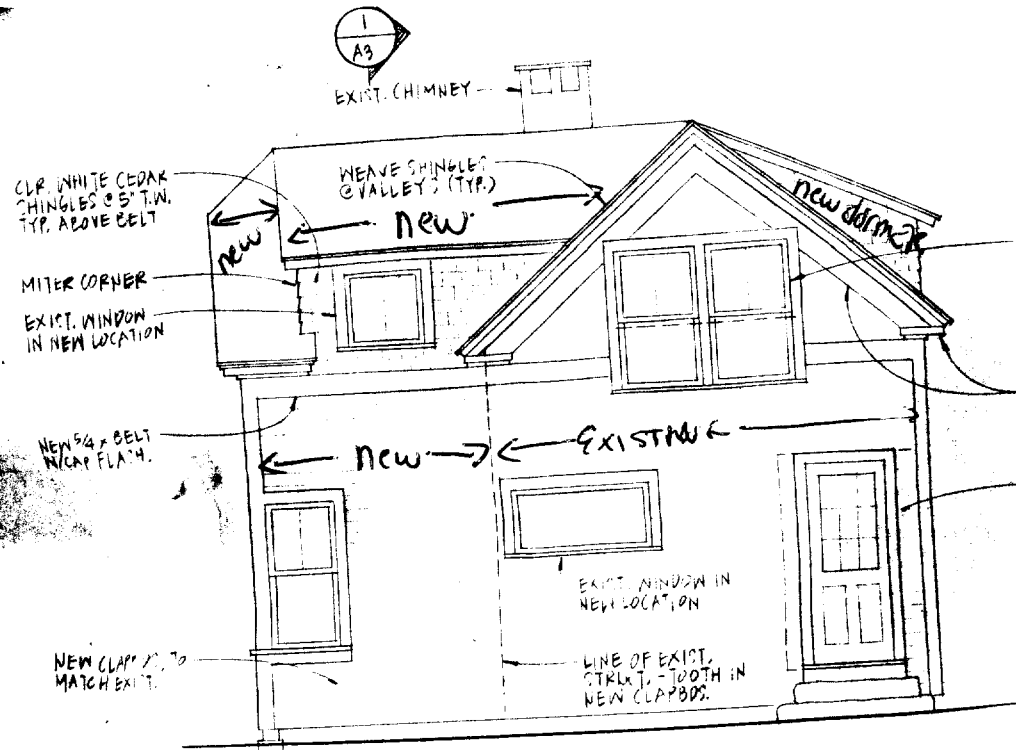 1
A3
EXIST. CHIMNEY
CLR. WHITE CEDAR
SHINGLES @ 5" T.W.
TYP. ABOVE BELT
WEAVE SHINGLES
@ VALLEYS (TYP.)
new
new
new dormer
MITER CORNER
EXIST. WINDOW
IN NEW LOCATION
NEW 5/4 x BELT
W/CAP FLASH.
new
EXISTING
EXIST. WINDOW IN
NEW LOCATION
NEW CLAPBDS. TO
MATCH EXIST.
LINE OF EXIST.
STRUCT. - TOOTH IN
NEW CLAPBDS.